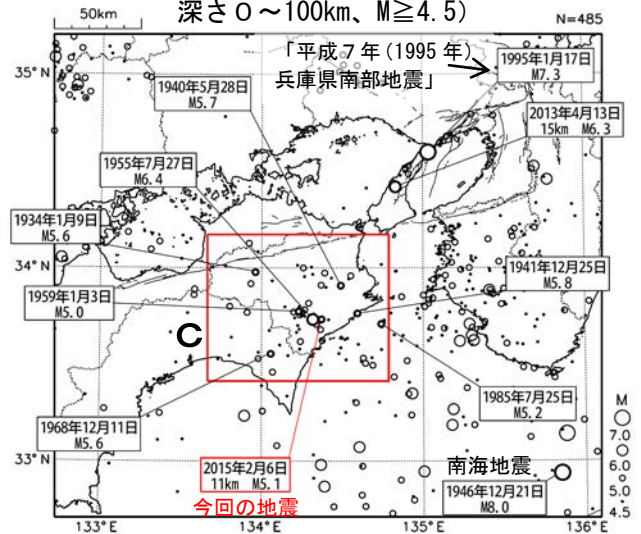 深さ０～100km、M≧4.5)
50km
N=485
「平成７年(1995 年)
兵庫県南部地震」
1995年1月17日
M7.3
35°N
1940年5月28日
M5.7
2013年4月13日
15km M6.3
1955年7月27日
M6.4
1934年1月9日
M5.6
34°N
1941年12月25日
M5.8
1959年1月3日
M5.0
C
1985年7月25日
M5.2
1968年12月11日
M5.6
M
7.0
6.0
5.0
4.5
33°N
2015年2月6日
11km M5.1
今回の地震
南海地震
1946年12月21日
M8.0
133°E
134°E
135°E
136°E